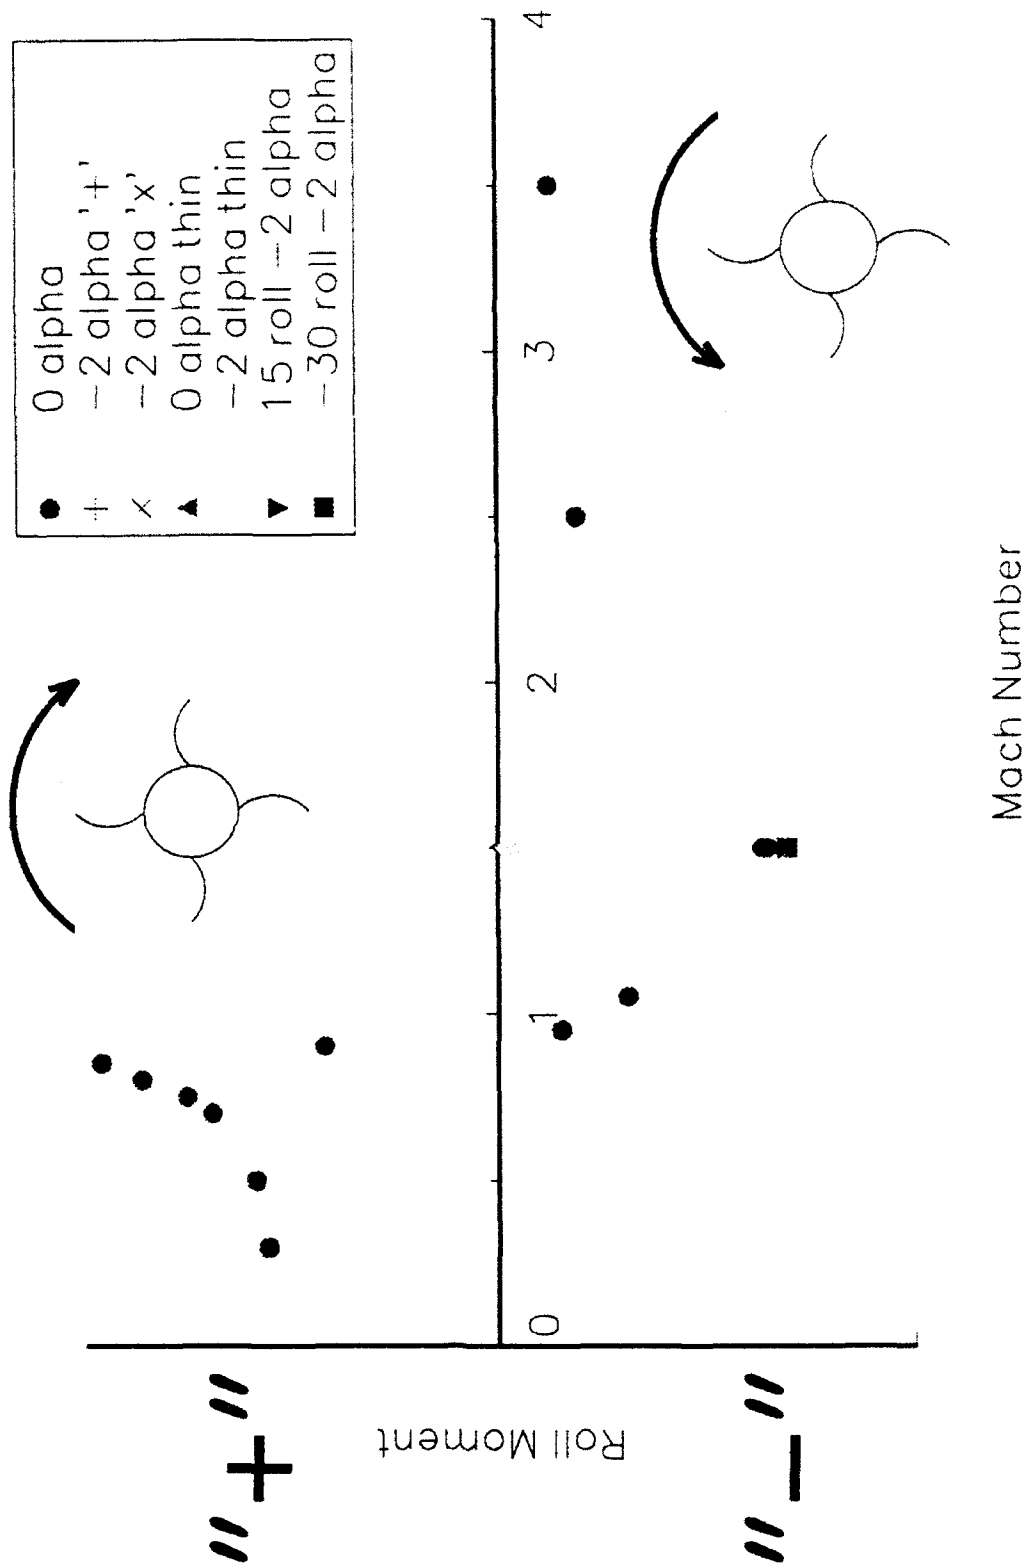 0 alpha
−2 alpha '+'
−2 alpha 'x'
0 alpha thin
−2 alpha thin
15 roll −2 alpha
−30 roll −2 alpha
"+"
Roll Moment
"−"
0
1
2
3
4
Mach Number